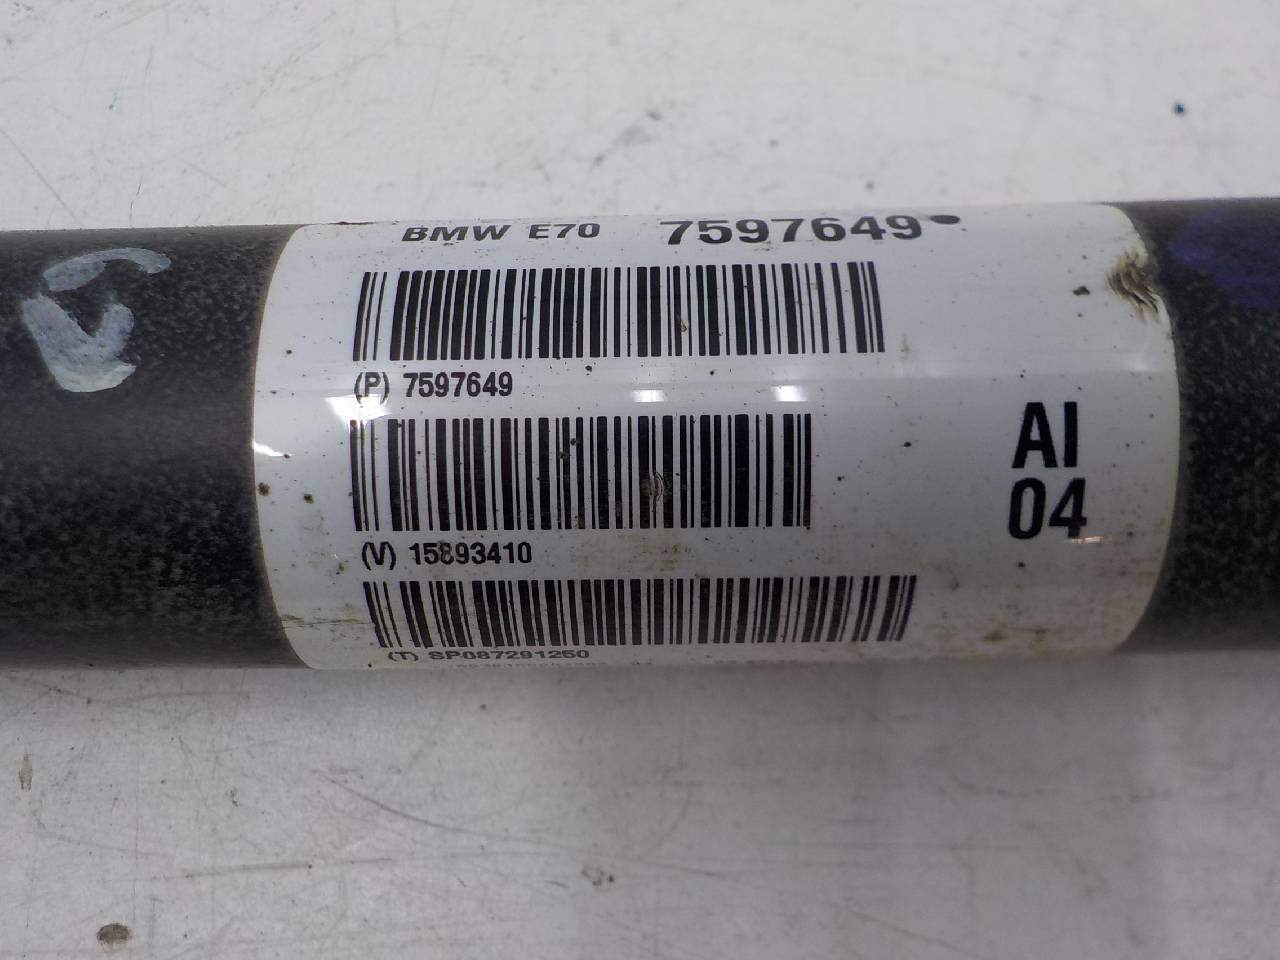 BMW E70 7597649
(P) 7597649
(V) 15893410
AI
04
(T) SP087291250